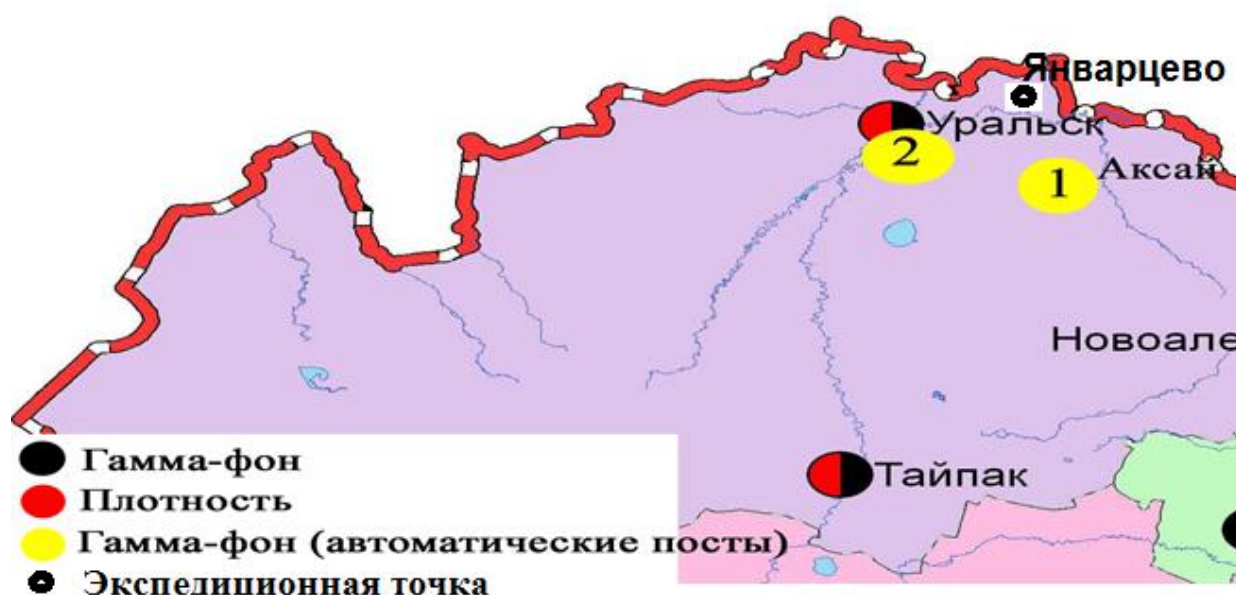 Январцево
Уральск
2
1
Аксай
Новоале
Тайпак
Гамма-фон
Плотность
Гамма-фон (автоматические посты)
Экспедиционная точка